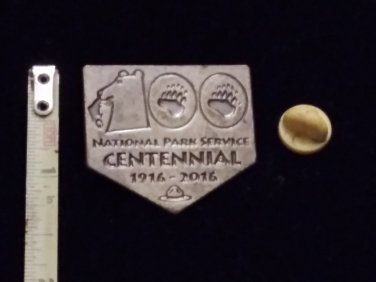 NATIONAL PARK SERVICE
CENTENNIAL
1916 - 2016